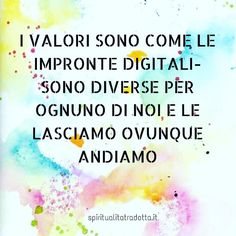 I VALORI SONO COME LE
IMPRONTE DIGITALI-
SONO DIVERSE PER
OGNUNO DI NOI E LE
LASCIAMO OVUNQUE
ANDIAMO
spiritualitatradotta.it